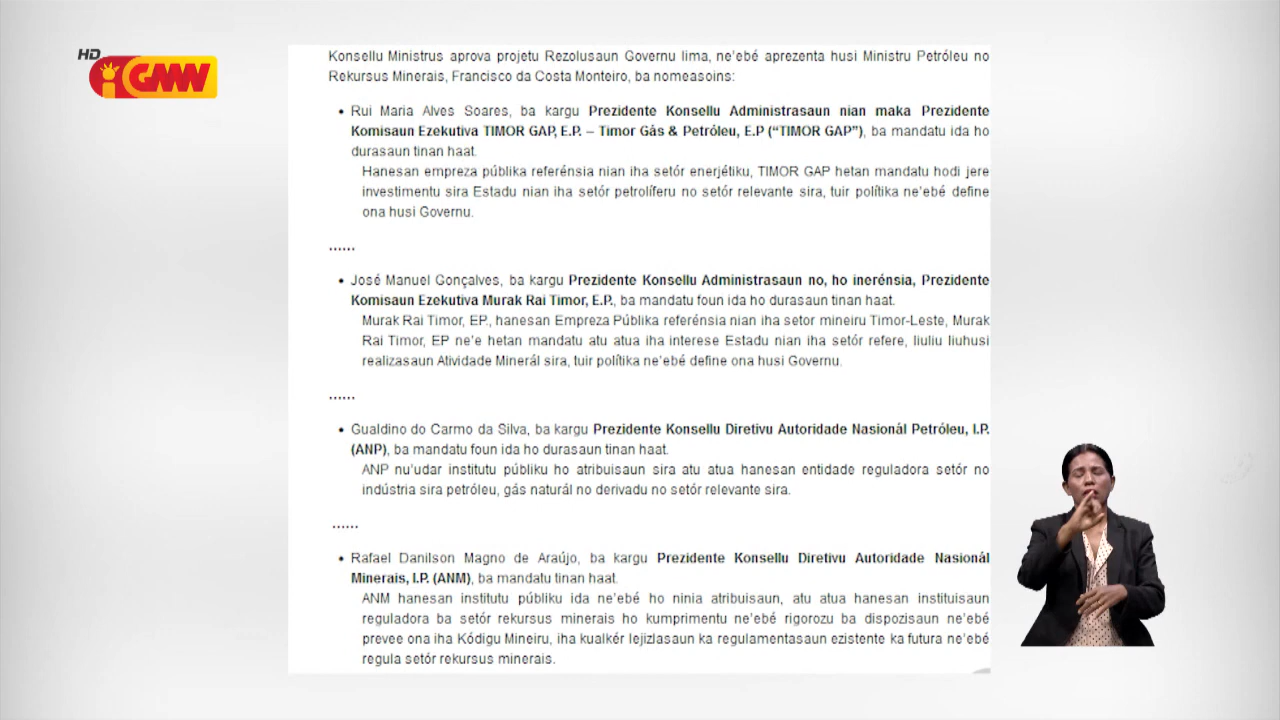 HD
GMN
Konsellu Ministrus aprova projetu Rezolusaun Governu lima, ne'ebé aprezenta husi Ministru Petróleu no
Rekursus Minerais, Francisco da Costa Monteiro, ba nomeasoins:
• Rui Maria Alves Soares, ba kargu Prezidente Konsellu Administrasaun nian maka Prezidente
Komisaun Ezekutiva TIMOR GAP, E.P. – Timor Gás & Petróleu, E.P (“TIMOR GAP”), ba mandatu ida ho
durasaun tinan haat.
Hanesan empreza públika referénsia nian iha setór enerjétiku, TIMOR GAP hetan mandatu hodi jere
investimentu sira Estadu nian iha setór petrolíferu no setór relevante sira, tuir polítika ne'ebé define
ona husi Governu.
......
• José Manuel Gonçalves, ba kargu Prezidente Konsellu Administrasaun no, ho inerénsia, Prezidente
Komisaun Ezekutiva Murak Rai Timor, E.P., ba mandatu foun ida ho durasaun tinan haat.
Murak Rai Timor, EP., hanesan Empreza Públika referénsia nian iha setor mineiru Timor-Leste, Murak
Rai Timor, EP ne'e hetan mandatu atu atua iha interese Estadu nian iha setór refere, liuliu liuhusi
realizasaun Atividade Minerál sira, tuir polítika ne'ebé define ona husi Governu.
......
• Gualdino do Carmo da Silva, ba kargu Prezidente Konsellu Diretivu Autoridade Nasionál Petróleu, I.P.
(ANP), ba mandatu foun ida ho durasaun tinan haat.
ANP nu'udar institutu públiku ho atribuisaun sira atu atua hanesan entidade reguladora setór no
indústria sira petróleu, gás naturál no derivadu no setór relevante sira.
......
• Rafael Danilson Magno de Araújo, ba kargu Prezidente Konsellu Diretivu Autoridade Nasionál
Minerais, I.P. (ANM), ba mandatu tinan haat.
ANM hanesan institutu públiku ida ne'ebé ho ninia atribuisaun, atu atua hanesan instituisaun
reguladora ba setór rekursus minerais ho kumprimentu ne'ebé rigorozu ba dispozisaun ne'ebé
prevee ona iha Kódigu Mineiru, iha kualkér lejizlasaun ka regulamentasaun ezistente ka futura ne'ebé
regula setór rekursus minerais.